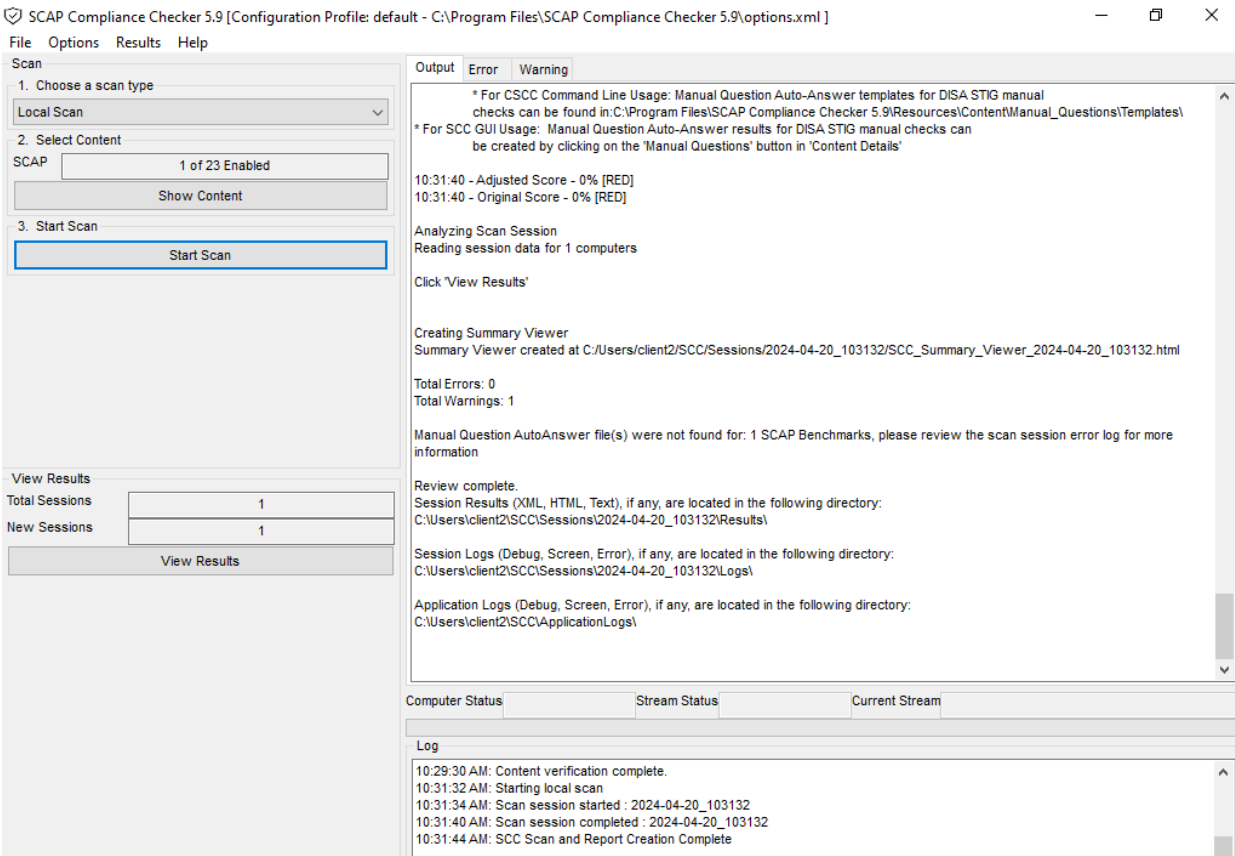 SCAP Compliance Checker 5.9 [Configuration Profile: default - C:\Program Files\SCAP Compliance Checker 5.9\options.xml ]
File Options Results Help
Scan
1. Choose a scan type
Local Scan
2. Select Content
SCAP 1 of 23 Enabled
Show Content
3. Start Scan
Start Scan
View Results
Total Sessions 1
New Sessions 1
View Results
Output Error Warning
* For CSCC Command Line Usage: Manual Question Auto-Answer templates for DISA STIG manual
checks can be found in:C:\Program Files\SCAP Compliance Checker 5.9\Resources\Content\Manual_Questions\Templates\
* For SCC GUI Usage: Manual Question Auto-Answer results for DISA STIG manual checks can
be created by clicking on the 'Manual Questions' button in 'Content Details'
10:31:40 - Adjusted Score - 0% [RED]
10:31:40 - Original Score - 0% [RED]
Analyzing Scan Session
Reading session data for 1 computers
Click 'View Results'
Creating Summary Viewer
Summary Viewer created at C:/Users/client2/SCC/Sessions/2024-04-20_103132/SCC_Summary_Viewer_2024-04-20_103132.html
Total Errors: 0
Total Warnings: 1
Manual Question AutoAnswer file(s) were not found for: 1 SCAP Benchmarks, please review the scan session error log for more
information
Review complete.
Session Results (XML, HTML, Text), if any, are located in the following directory:
C:\Users\client2\SCC\Sessions\2024-04-20_103132\Results\
Session Logs (Debug, Screen, Error), if any, are located in the following directory:
C:\Users\client2\SCC\Sessions\2024-04-20_103132\Logs\
Application Logs (Debug, Screen, Error), if any, are located in the following directory:
C:\Users\client2\SCC\ApplicationLogs\
Computer Status Stream Status Current Stream
Log
10:29:30 AM: Content verification complete.
10:31:32 AM: Starting local scan
10:31:34 AM: Scan session started : 2024-04-20_103132
10:31:40 AM: Scan session completed : 2024-04-20_103132
10:31:44 AM: SCC Scan and Report Creation Complete